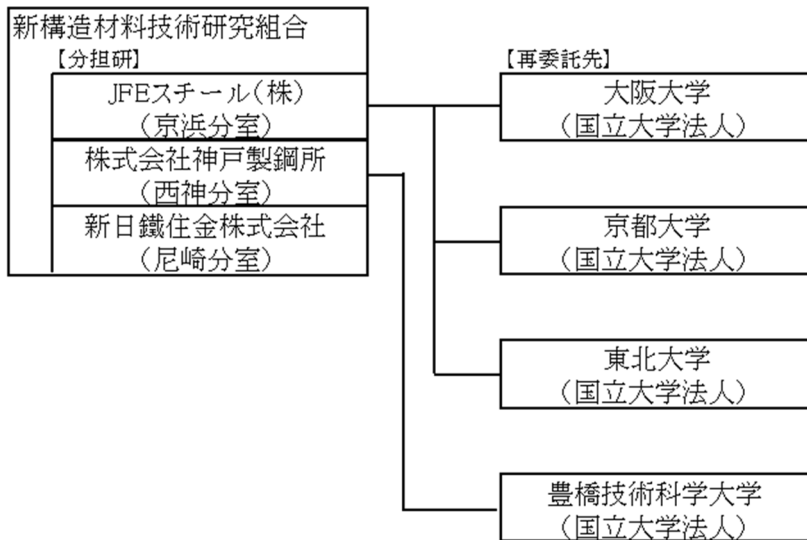 新構造材料技術研究組合
【分担研】
JFEスチール(株)
(京浜分室)
株式会社神戸製鋼所
(西神分室)
新日鐵住金株式会社
(尼崎分室)
【再委託先】
大阪大学
(国立大学法人)
京都大学
(国立大学法人)
東北大学
(国立大学法人)
豊橋技術科学大学
(国立大学法人)